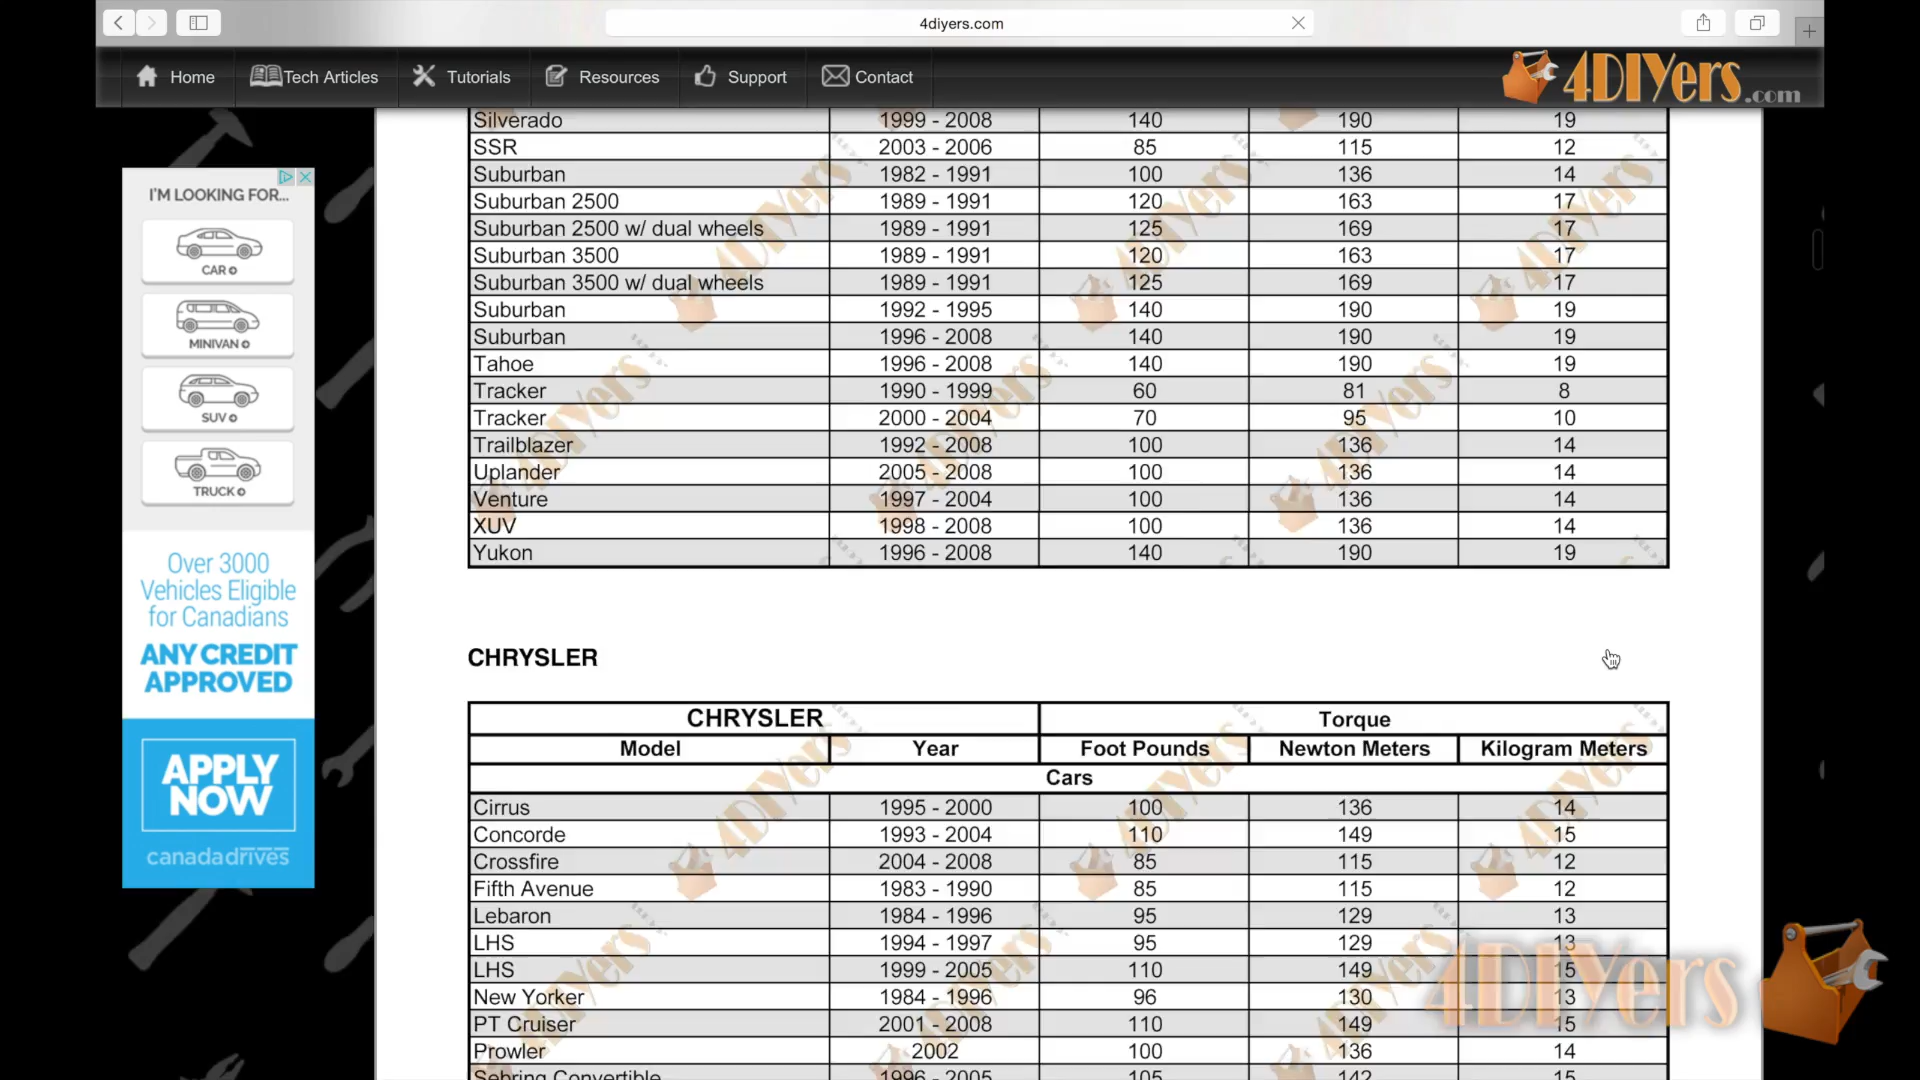 4diyers.com
Home Tech Articles Tutorials Resources Support Contact 4DIYers.com
Silverado 1999 - 2008 140 190 19
SSR 2003 - 2006 85 115 12
Suburban 1982 - 1991 100 136 14
Suburban 2500 1989 - 1991 120 163 17
Suburban 2500 w/ dual wheels 1989 - 1991 125 169 17
Suburban 3500 1989 - 1991 120 163 17
Suburban 3500 w/ dual wheels 1989 - 1991 125 169 17
Suburban 1992 - 1995 140 190 19
Suburban 1996 - 2008 140 190 19
Tahoe 1996 - 2008 140 190 19
Tracker 1990 - 1999 60 81 8
Tracker 2000 - 2004 70 95 10
Trailblazer 1992 - 2008 100 136 14
Uplander 2005 - 2008 100 136 14
Venture 1997 - 2004 100 136 14
XUV 1998 - 2008 100 136 14
Yukon 1996 - 2008 140 190 19
CHRYSLER
CHRYSLER Torque
Model Year Foot Pounds Newton Meters Kilogram Meters
Cars
Cirrus 1995 - 2000 100 136 14
Concorde 1993 - 2004 110 149 15
Crossfire 2004 - 2008 85 115 12
Fifth Avenue 1983 - 1990 85 115 12
Lebaron 1984 - 1996 95 129 13
LHS 1994 - 1997 95 129 13
LHS 1999 - 2005 110 149 15
New Yorker 1984 - 1996 96 130 13
PT Cruiser 2001 - 2008 110 149 15
Prowler 2002 100 136 14
Sebring Convertible 1996 - 2005 105 142 15
I'M LOOKING FOR...
CAR
MINIVAN
SUV
TRUCK
Over 3000
Vehicles Eligible
for Canadians
ANY CREDIT
APPROVED
APPLY
NOW
canadadrives
4DIYers